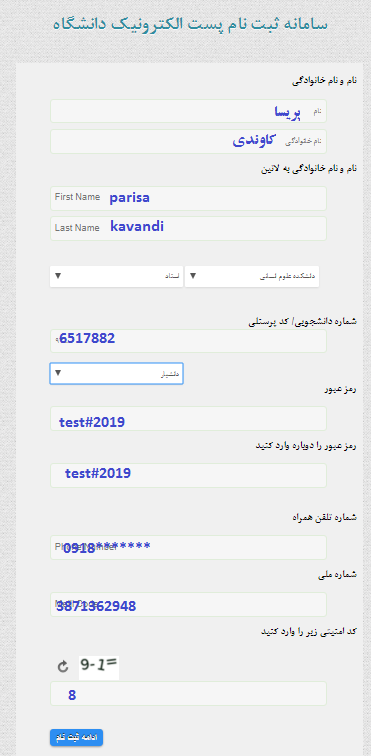 سامانه ثبت نام پست الکترونیک دانشگاه
نام و نام خانوادگی
نام پریسا
نام خانوادگی کاوندی
نام و نام خانوادگی به لاتین
First Name parisa
Last Name kavandi
دانشکده علوم انسانی ▼ استاد ▼
شماره دانشجویی/ کد پرسنلی
6517882
دانشیار ▼
رمز عبور
test#2019
رمز عبور را دوباره وارد کنید
test#2019
شماره تلفن همراه
0918*******
شماره ملی
3871362948
کد امنیتی زیر را وارد کنید
9-1=
8
ادامه ثبت نام